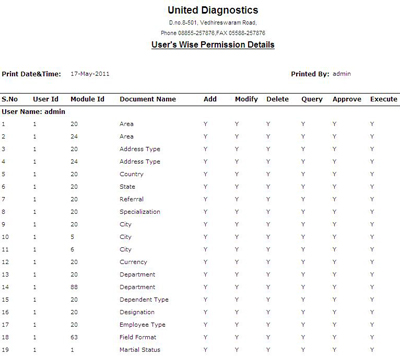 United Diagnostics
D.no.8-501, Vedhireswaram Road,
Phone:08855-257876,FAX:05588-257876
User's Wise Permission Details
Print Date&Time: 17-May-2011 Printed By: admin
S.No User Id Module Id Document Name Add Modify Delete Query Approve Execute
User Name: admin
1 1 20 Area Y Y Y Y Y Y
2 1 24 Area Y Y Y Y Y Y
3 1 20 Address Type Y Y Y Y Y Y
4 1 24 Address Type Y Y Y Y Y Y
5 1 20 Country Y Y Y Y Y Y
6 1 20 State Y Y Y Y Y Y
7 1 20 Referral Y Y Y Y Y Y
8 1 20 Specialization Y Y Y Y Y Y
9 1 20 City Y Y Y Y Y Y
10 1 5 City Y Y Y Y Y Y
11 1 6 City Y Y Y Y Y Y
12 1 20 Currency Y Y Y Y Y Y
13 1 20 Department Y Y Y Y Y Y
14 1 88 Department Y Y Y Y Y Y
15 1 20 Dependent Type Y Y Y Y Y Y
16 1 20 Designation Y Y Y Y Y Y
17 1 20 Employee Type Y Y Y Y Y Y
18 1 63 Field Format Y Y Y Y Y Y
19 1 1 Martial Status Y Y Y Y Y Y